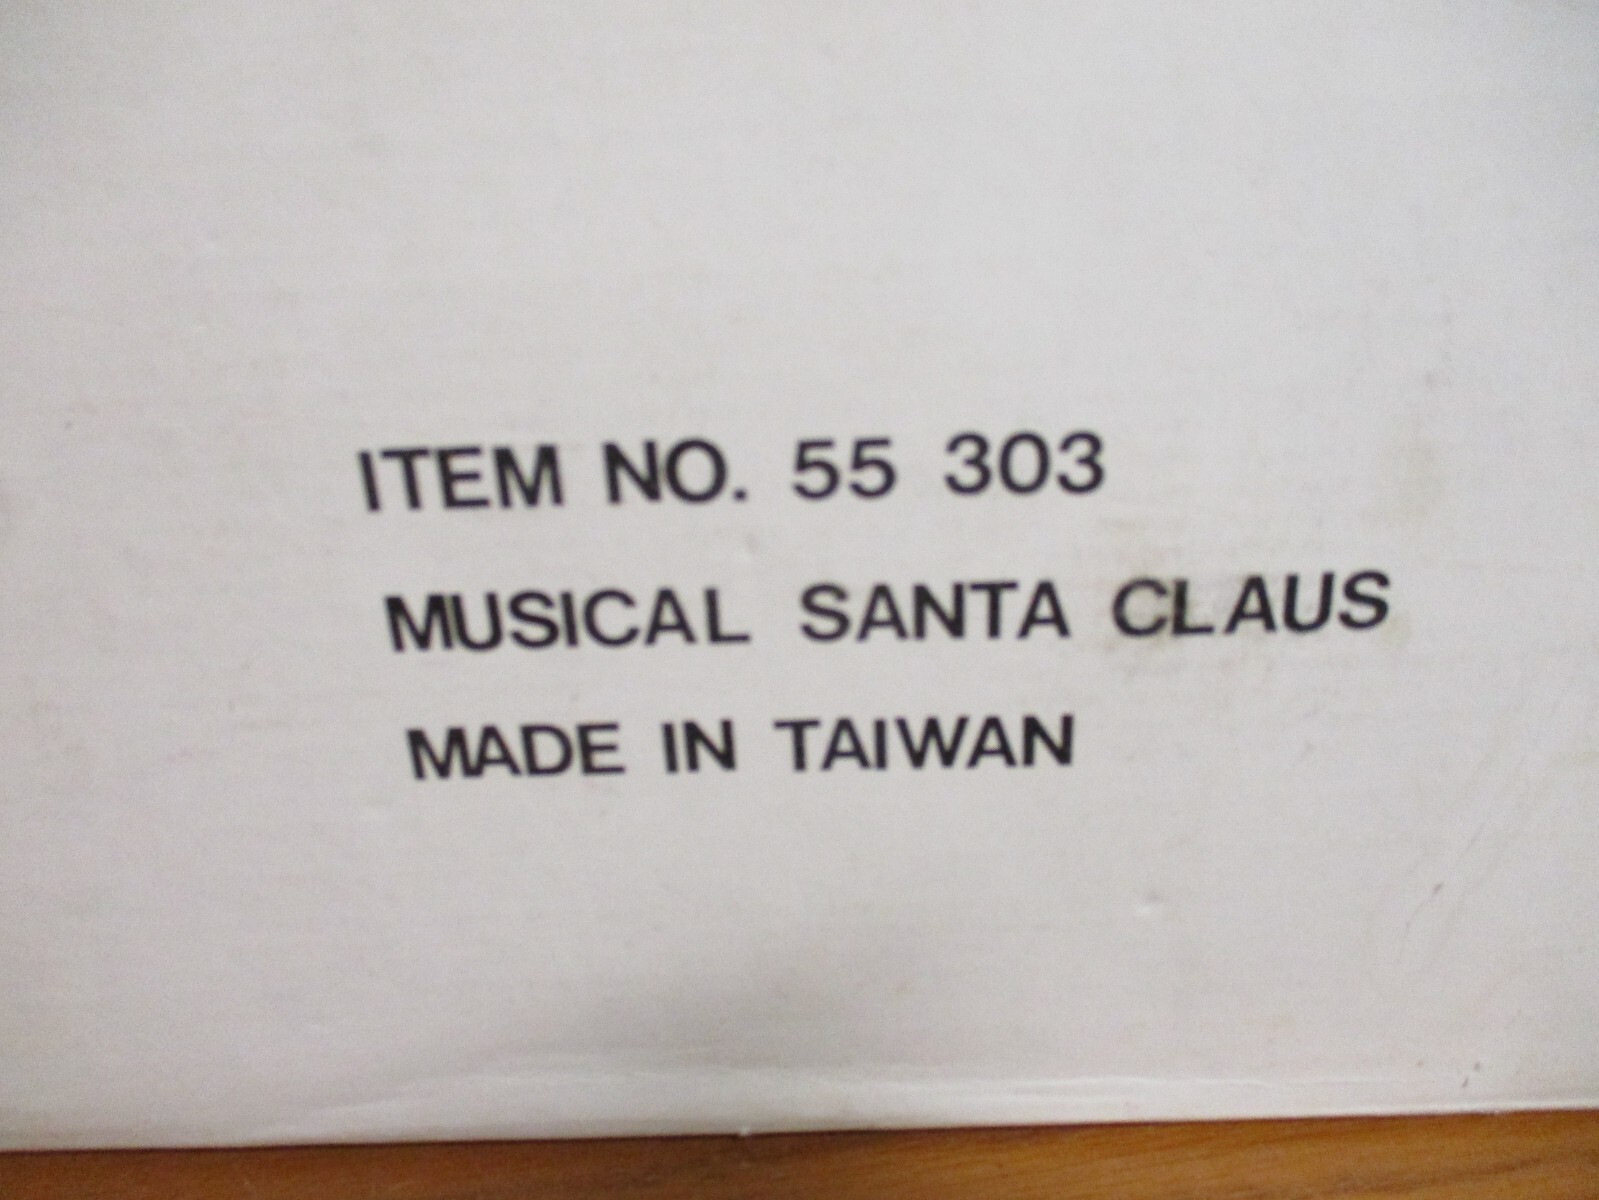 ITEM NO. 55 303
MUSICAL SANTA CLAUS
MADE IN TAIWAN